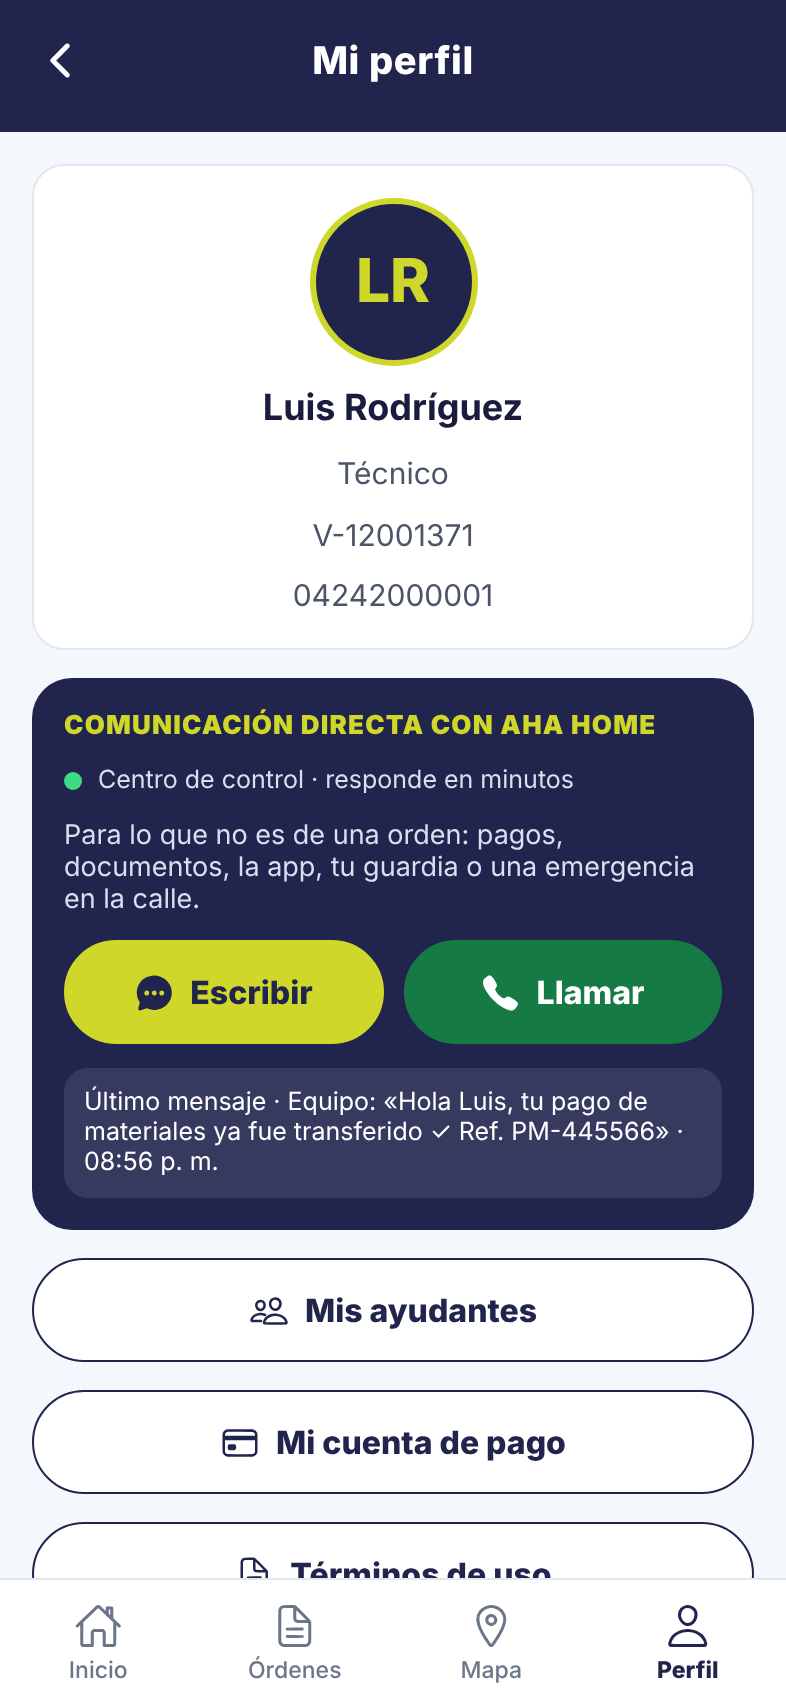 Mi perfil
LR
Luis Rodríguez
Técnico
V-12001371
04242000001
COMUNICACIÓN DIRECTA CON AHA HOME
Centro de control · responde en minutos
Para lo que no es de una orden: pagos,
documentos, la app, tu guardia o una emergencia
en la calle.
Escribir
Llamar
Último mensaje · Equipo: «Hola Luis, tu pago de
materiales ya fue transferido ✓ Ref. PM-445566» ·
08:56 p. m.
Mis ayudantes
Mi cuenta de pago
Términos de uso
Inicio
Órdenes
Mapa
Perfil